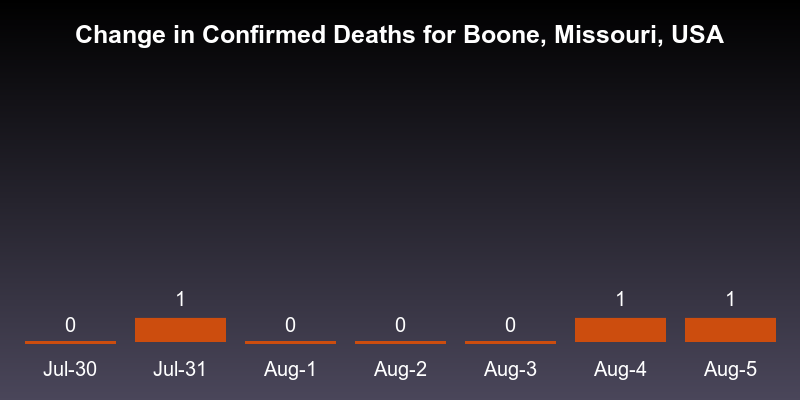 Change in Confirmed Deaths for Boone, Missouri, USA
0 1 0 0 0 1 1
Jul-30 Jul-31 Aug-1 Aug-2 Aug-3 Aug-4 Aug-5